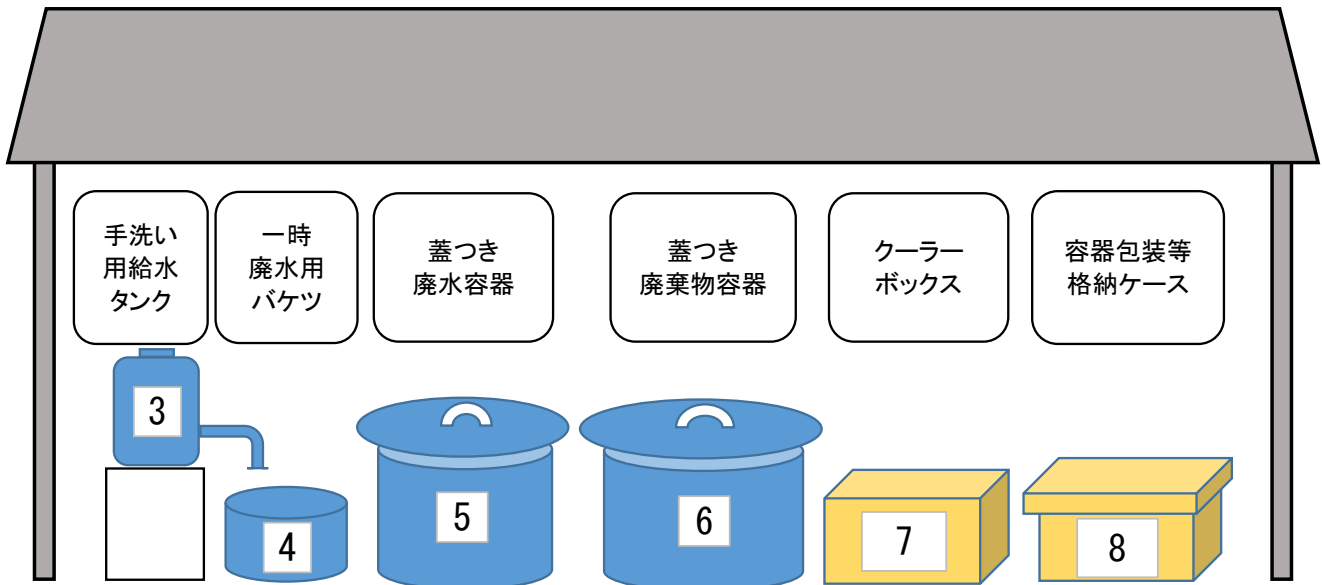 手洗い
用給水
タンク
一時
廃水用
バケツ
蓋つき
廃水容器
蓋つき
廃棄物容器
クーラー
ボックス
容器包装等
格納ケース
3
4
5
6
7
8